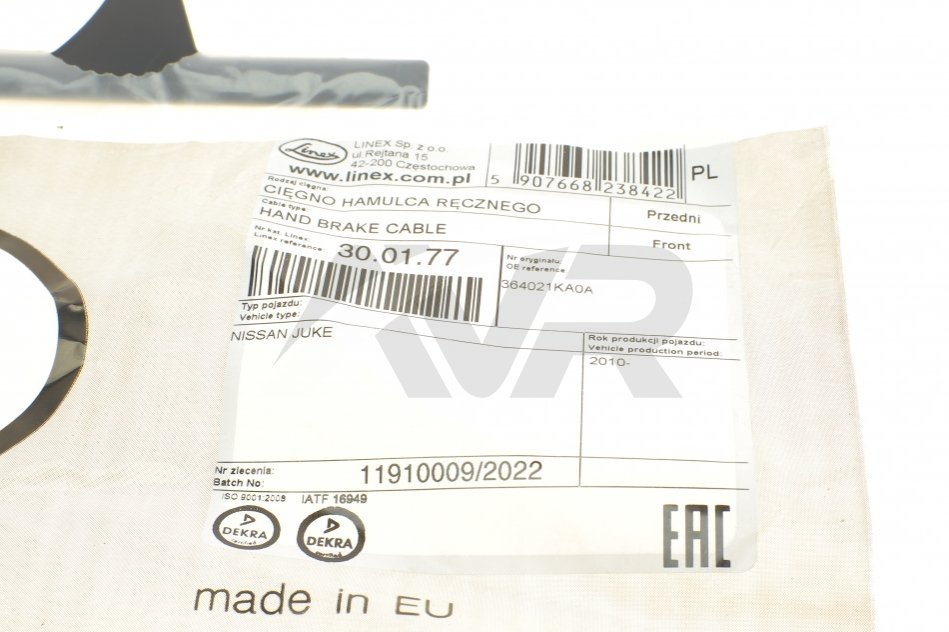 Linex
LINEX Sp. z o.o.
ul.Rejtana 15
42-200 Częstochowa
www.linex.com.pl
5 907668 238422
PL
Rodzaj cięgna:
CIĘGNO HAMULCA RĘCZNEGO
Przedni
Cable type:
HAND BRAKE CABLE
Front
Nr kat. Linex:
Linex reference:
30.01.77
Nr oryginału:
OE reference
364021KA0A
Typ pojazdu:
Vehicle type:
NISSAN JUKE
Rok produkcji pojazdu:
Vehicle production period:
2010-
Nr zlecenia:
Batch No:
11910009/2022
ISO 9001:2008
IATF 16949
DEKRA
DEKRA
EAC
made in EU
AVR